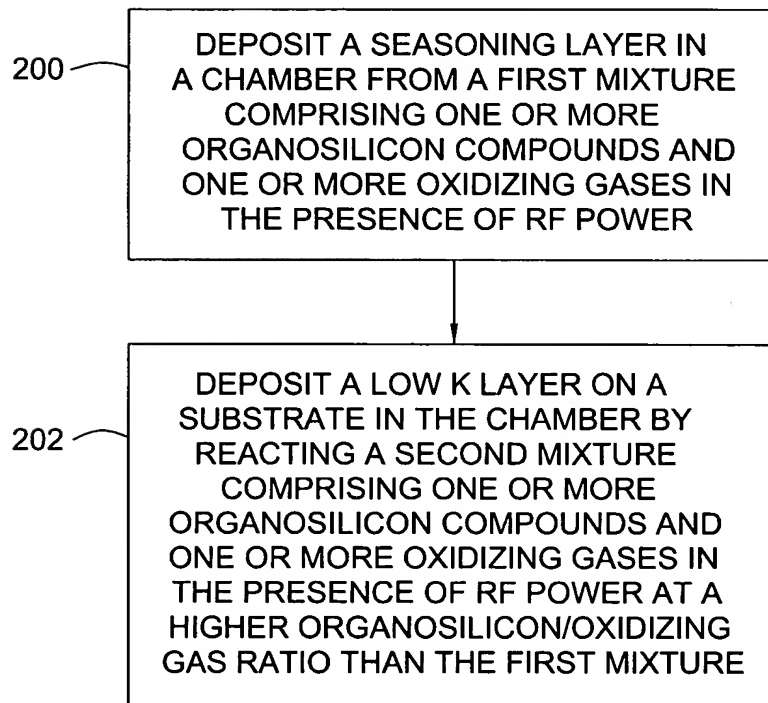 200
DEPOSIT A SEASONING LAYER IN
A CHAMBER FROM A FIRST MIXTURE
COMPRISING ONE OR MORE
ORGANOSILICON COMPOUNDS AND
ONE OR MORE OXIDIZING GASES IN
THE PRESENCE OF RF POWER
202
DEPOSIT A LOW K LAYER ON A
SUBSTRATE IN THE CHAMBER BY
REACTING A SECOND MIXTURE
COMPRISING ONE OR MORE
ORGANOSILICON COMPOUNDS AND
ONE OR MORE OXIDIZING GASES IN
THE PRESENCE OF RF POWER AT A
HIGHER ORGANOSILICON/OXIDIZING
GAS RATIO THAN THE FIRST MIXTURE